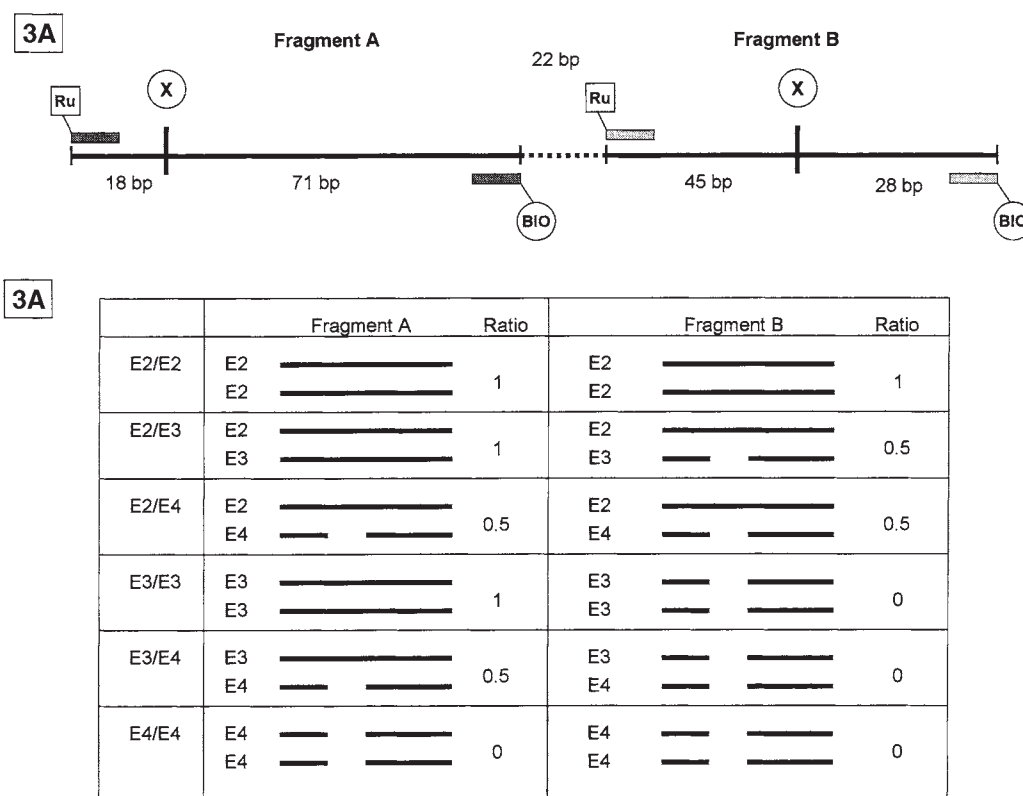 3A
Fragment A
Fragment B
22 bp
Ru
X
Ru
X
18 bp
71 bp
45 bp
28 bp
BIO
BIO
3A
Fragment A Ratio Fragment B Ratio
E2/E2 E2 E2
1 1
E2 E2
E2/E3 E2 E2
1 0.5
E3 E3
E2/E4 E2 E2
0.5 0.5
E4 E4
E3/E3 E3 E3
1 0
E3 E3
E3/E4 E3 E3
0.5 0
E4 E4
E4/E4 E4 E4
0 0
E4 E4